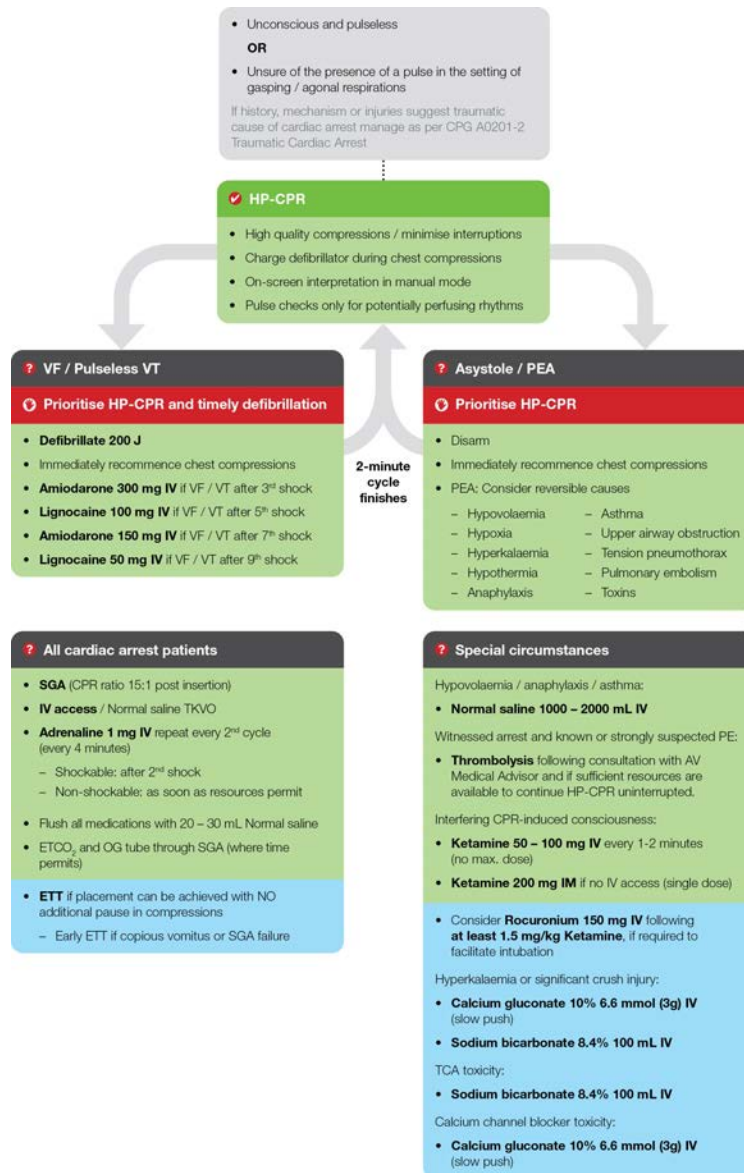 • Unconscious and pulseless
OR
• Unsure of the presence of a pulse in the setting of
gasping / agonal respirations
If history, mechanism or injuries suggest traumatic
cause of cardiac arrest manage as per CPG A0201-2
Traumatic Cardiac Arrest
HP-CPR
• High quality compressions / minimise interruptions
• Charge defibrillator during chest compressions
• On-screen interpretation in manual mode
• Pulse checks only for potentially perfusing rhythms
? VF / Pulseless VT
Prioritise HP-CPR and timely defibrillation
• Defibrillate 200 J
• Immediately recommence chest compressions
• Amiodarone 300 mg IV if VF / VT after 3rd shock
• Lignocaine 100 mg IV if VF / VT after 5th shock
• Amiodarone 150 mg IV if VF / VT after 7th shock
• Lignocaine 50 mg IV if VF / VT after 9th shock
2-minute
cycle
finishes
? Asystole / PEA
Prioritise HP-CPR
• Disarm
• Immediately recommence chest compressions
• PEA: Consider reversible causes
– Hypovolaemia
– Hypoxia
– Hyperkalaemia
– Hypothermia
– Anaphylaxis
– Asthma
– Upper airway obstruction
– Tension pneumothorax
– Pulmonary embolism
– Toxins
? All cardiac arrest patients
• SGA (CPR ratio 15:1 post insertion)
• IV access / Normal saline TKVO
• Adrenaline 1 mg IV repeat every 2nd cycle
(every 4 minutes)
– Shockable: after 2nd shock
– Non-shockable: as soon as resources permit
• Flush all medications with 20 – 30 mL Normal saline
• ETCO2 and OG tube through SGA (where time
permits)
• ETT if placement can be achieved with NO
additional pause in compressions
– Early ETT if copious vomitus or SGA failure
? Special circumstances
Hypovolaemia / anaphylaxis / asthma:
• Normal saline 1000 – 2000 mL IV
Witnessed arrest and known or strongly suspected PE:
• Thrombolysis following consultation with AV
Medical Advisor and if sufficient resources are
available to continue HP-CPR uninterrupted.
Interfering CPR-induced consciousness:
• Ketamine 50 – 100 mg IV every 1-2 minutes
(no max. dose)
• Ketamine 200 mg IM if no IV access (single dose)
• Consider Rocuronium 150 mg IV following
at least 1.5 mg/kg Ketamine, if required to
facilitate intubation
Hyperkalaemia or significant crush injury:
• Calcium gluconate 10% 6.6 mmol (3g) IV
(slow push)
• Sodium bicarbonate 8.4% 100 mL IV
TCA toxicity:
• Sodium bicarbonate 8.4% 100 mL IV
Calcium channel blocker toxicity:
• Calcium gluconate 10% 6.6 mmol (3g) IV
(slow push)